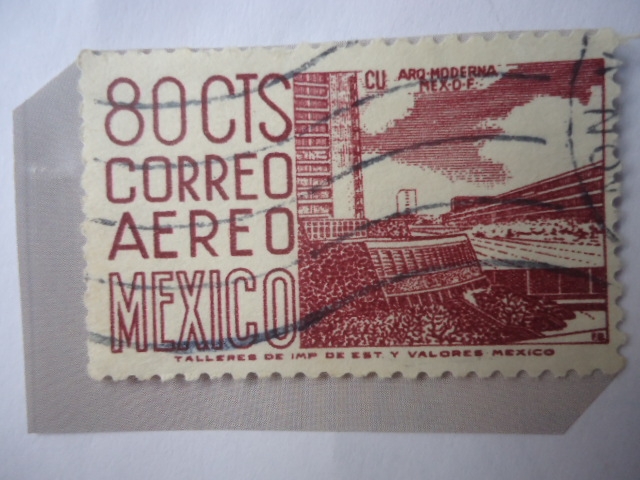 80 CTS
CORREO
AEREO
MEXICO
CU ARQ·MODERNA
MEX·D·F·
TALLERES DE IMP DE EST. Y VALORES MEXICO